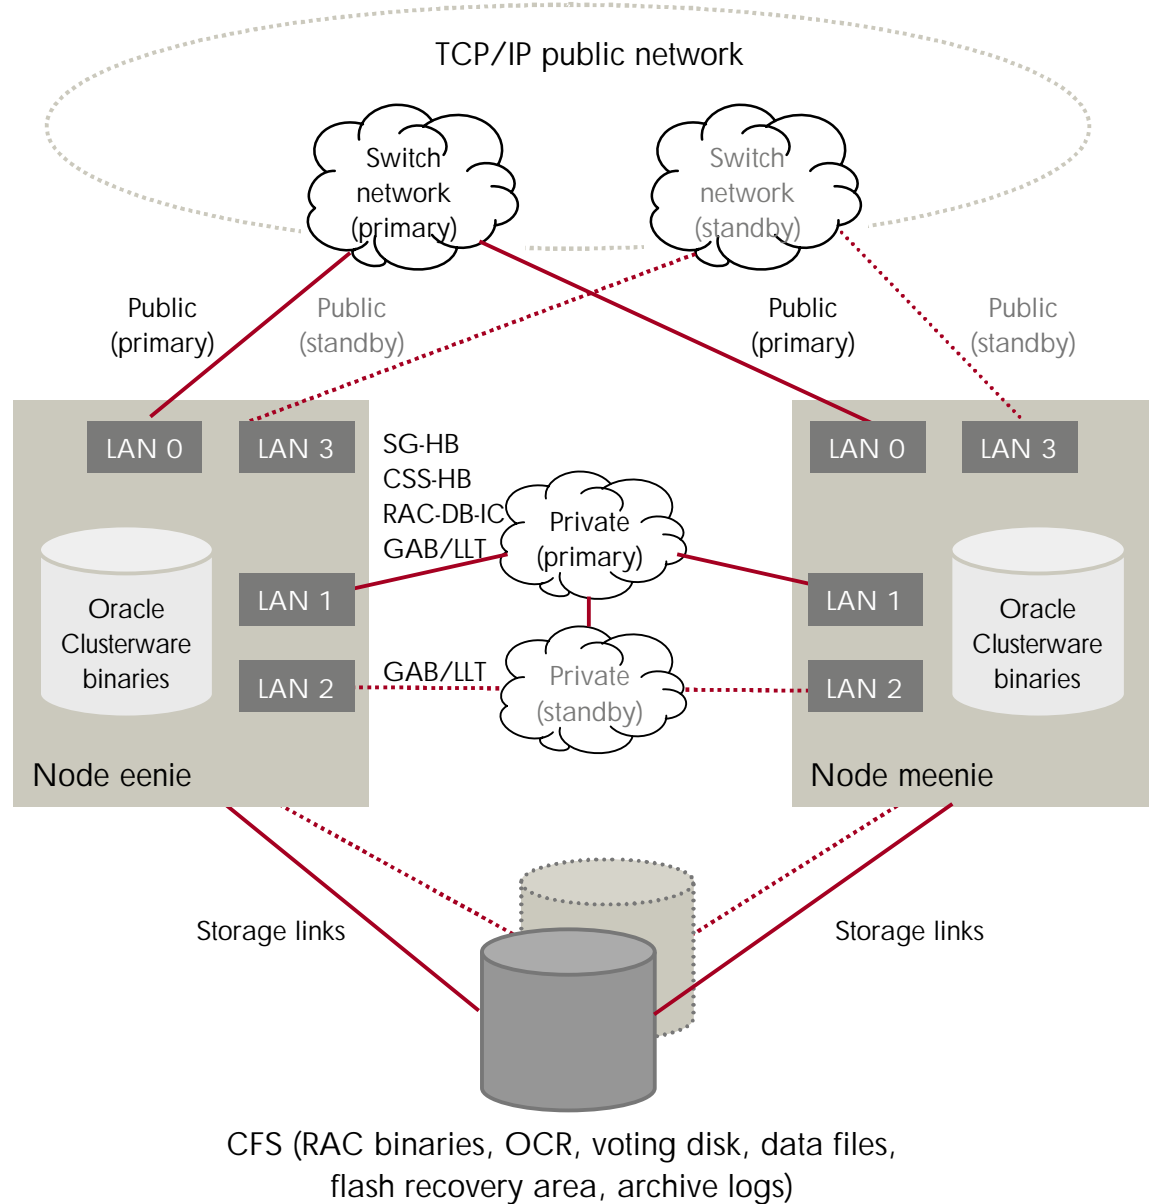 TCP/IP public network
Switch
network
(primary)
Switch
network
(standby)
Public
(primary)
Public
(standby)
Public
(primary)
Public
(standby)
LAN 0
LAN 3
SG-HB
CSS-HB
RAC-DB-IC
GAB/LLT
LAN 0
LAN 3
Private
(primary)
LAN 1
LAN 1
Oracle
Clusterware
binaries
Oracle
Clusterware
binaries
LAN 2
GAB/LLT
Private
(standby)
LAN 2
Node eenie
Node meenie
Storage links
Storage links
CFS (RAC binaries, OCR, voting disk, data files,
flash recovery area, archive logs)